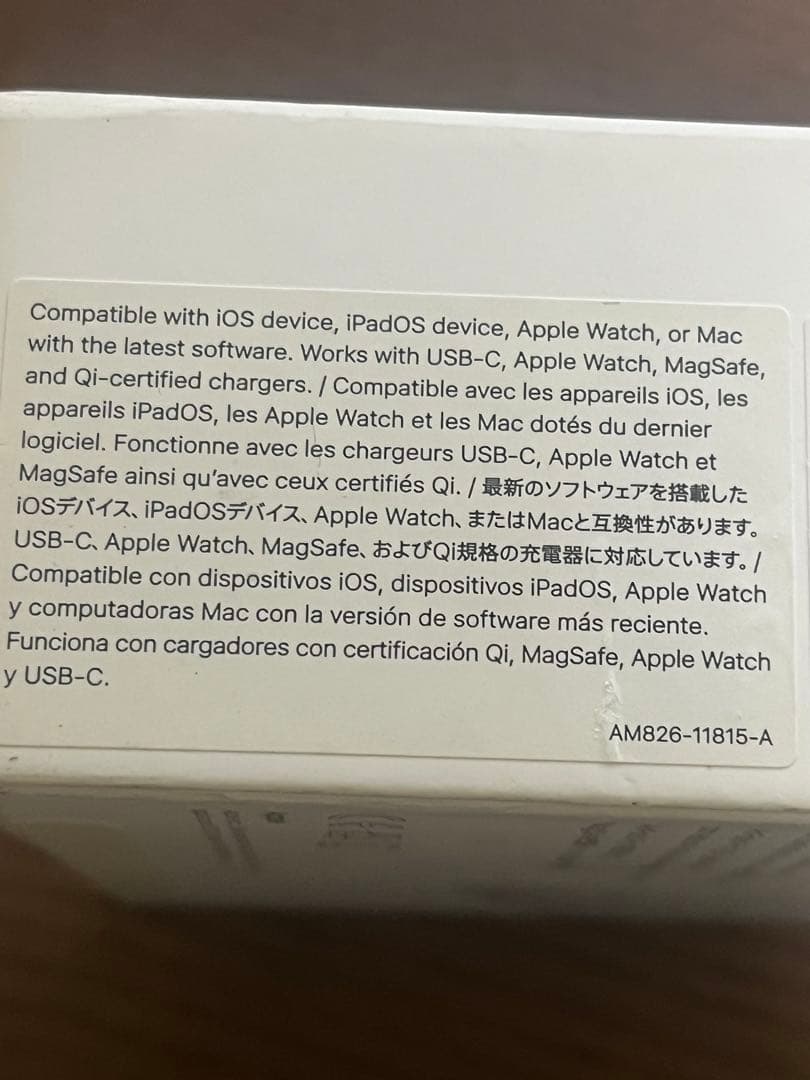 Compatible with iOS device, iPadOS device, Apple Watch, or Mac
with the latest software. Works with USB-C, Apple Watch, MagSafe,
and Qi-certified chargers. / Compatible avec les appareils iOS, les
appareils iPadOS, les Apple Watch et les Mac dotés du dernier
logiciel. Fonctionne avec les chargeurs USB-C, Apple Watch et
MagSafe ainsi qu'avec ceux certifiés Qi. / 最新のソフトウェアを搭載した
iOSデバイス、iPadOSデバイス、Apple Watch、またはMacと互換性があります。
USB-C、Apple Watch、MagSafe、およびQi規格の充電器に対応しています。/
Compatible con dispositivos iOS, dispositivos iPadOS, Apple Watch
y computadoras Mac con la versión de software más reciente.
Funciona con cargadores con certificación Qi, MagSafe, Apple Watch
y USB-C.
AM826-11815-A